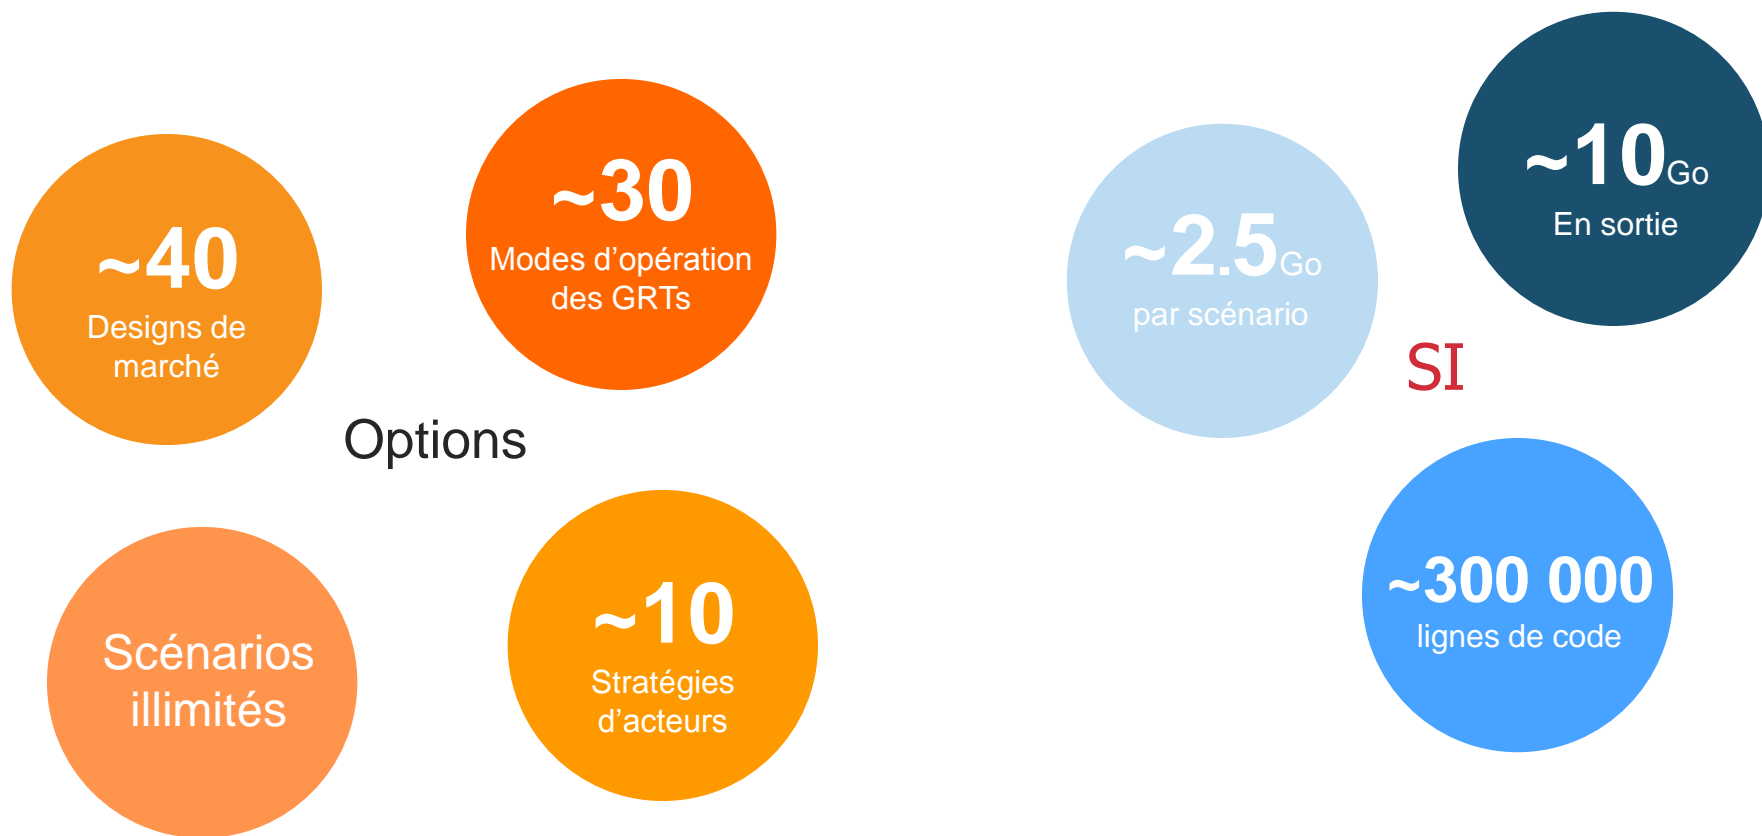 ~40
Designs de
marché
~30
Modes d’opération
des GRTs
Options
Scénarios
illimités
~10
Stratégies
d’acteurs
~2.5Go
par scénario
~10Go
En sortie
SI
~300 000
lignes de code